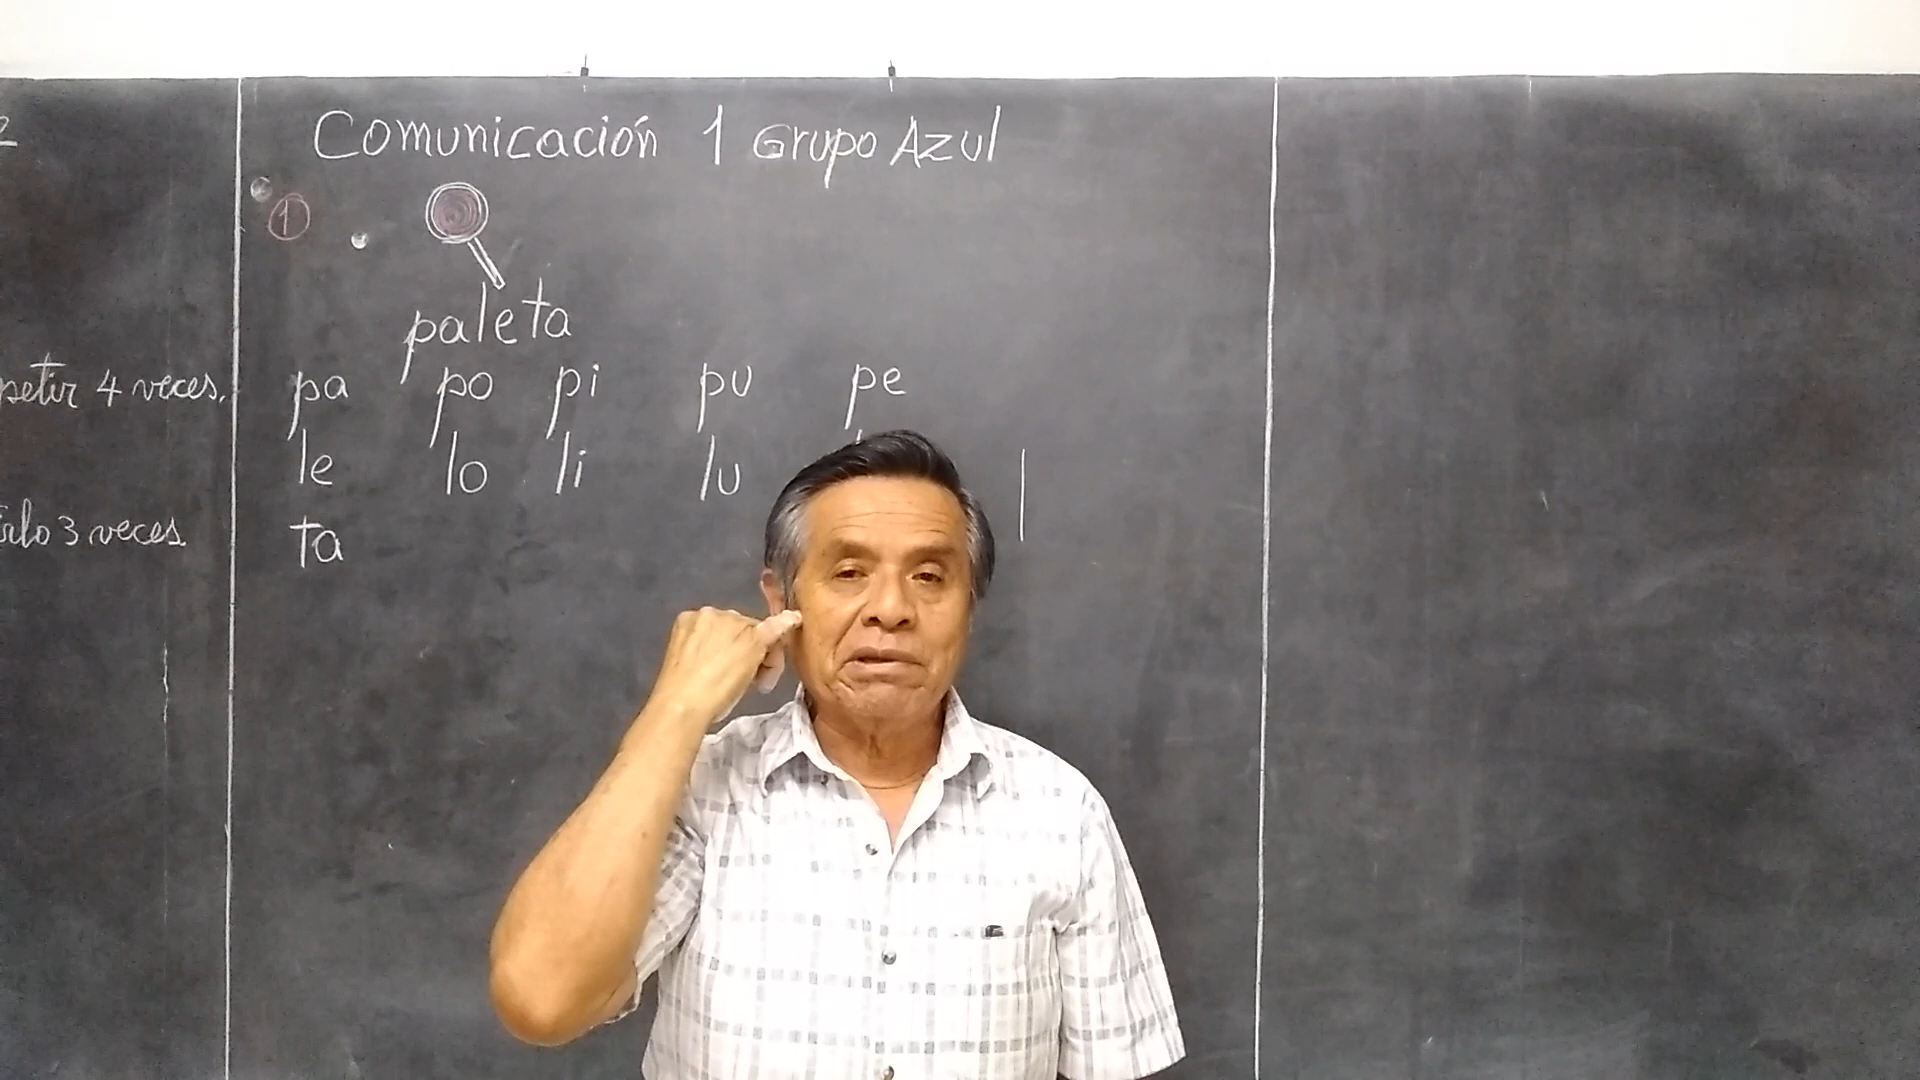 Comunicación 1 Grupo Azul
1
paleta
petir 4 veces. pa po pi pu pe
le lo li lu
3 veces ta